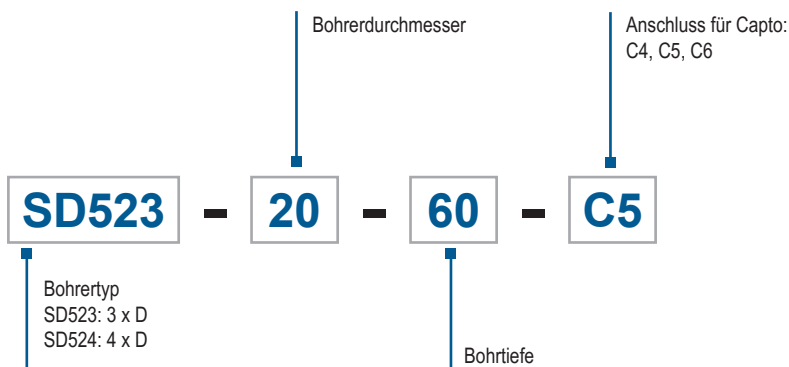 Bohrerdurchmesser
Anschluss für Capto:
C4, C5, C6
SD523 - 20 - 60 - C5
Bohrertyp
SD523: 3 x D
SD524: 4 x D
Bohrtiefe